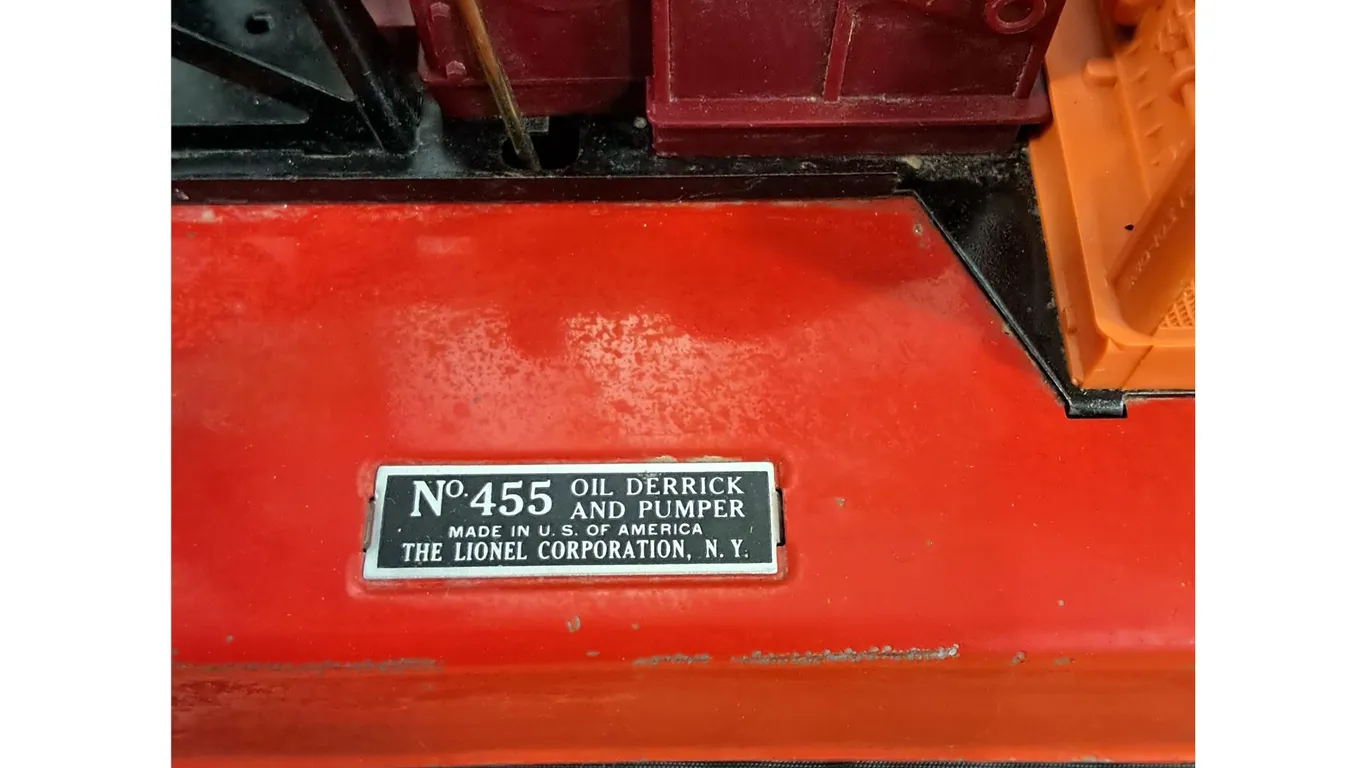 No. 455 OIL DERRICK
AND PUMPER
MADE IN U. S. OF AMERICA
THE LIONEL CORPORATION, N. Y.